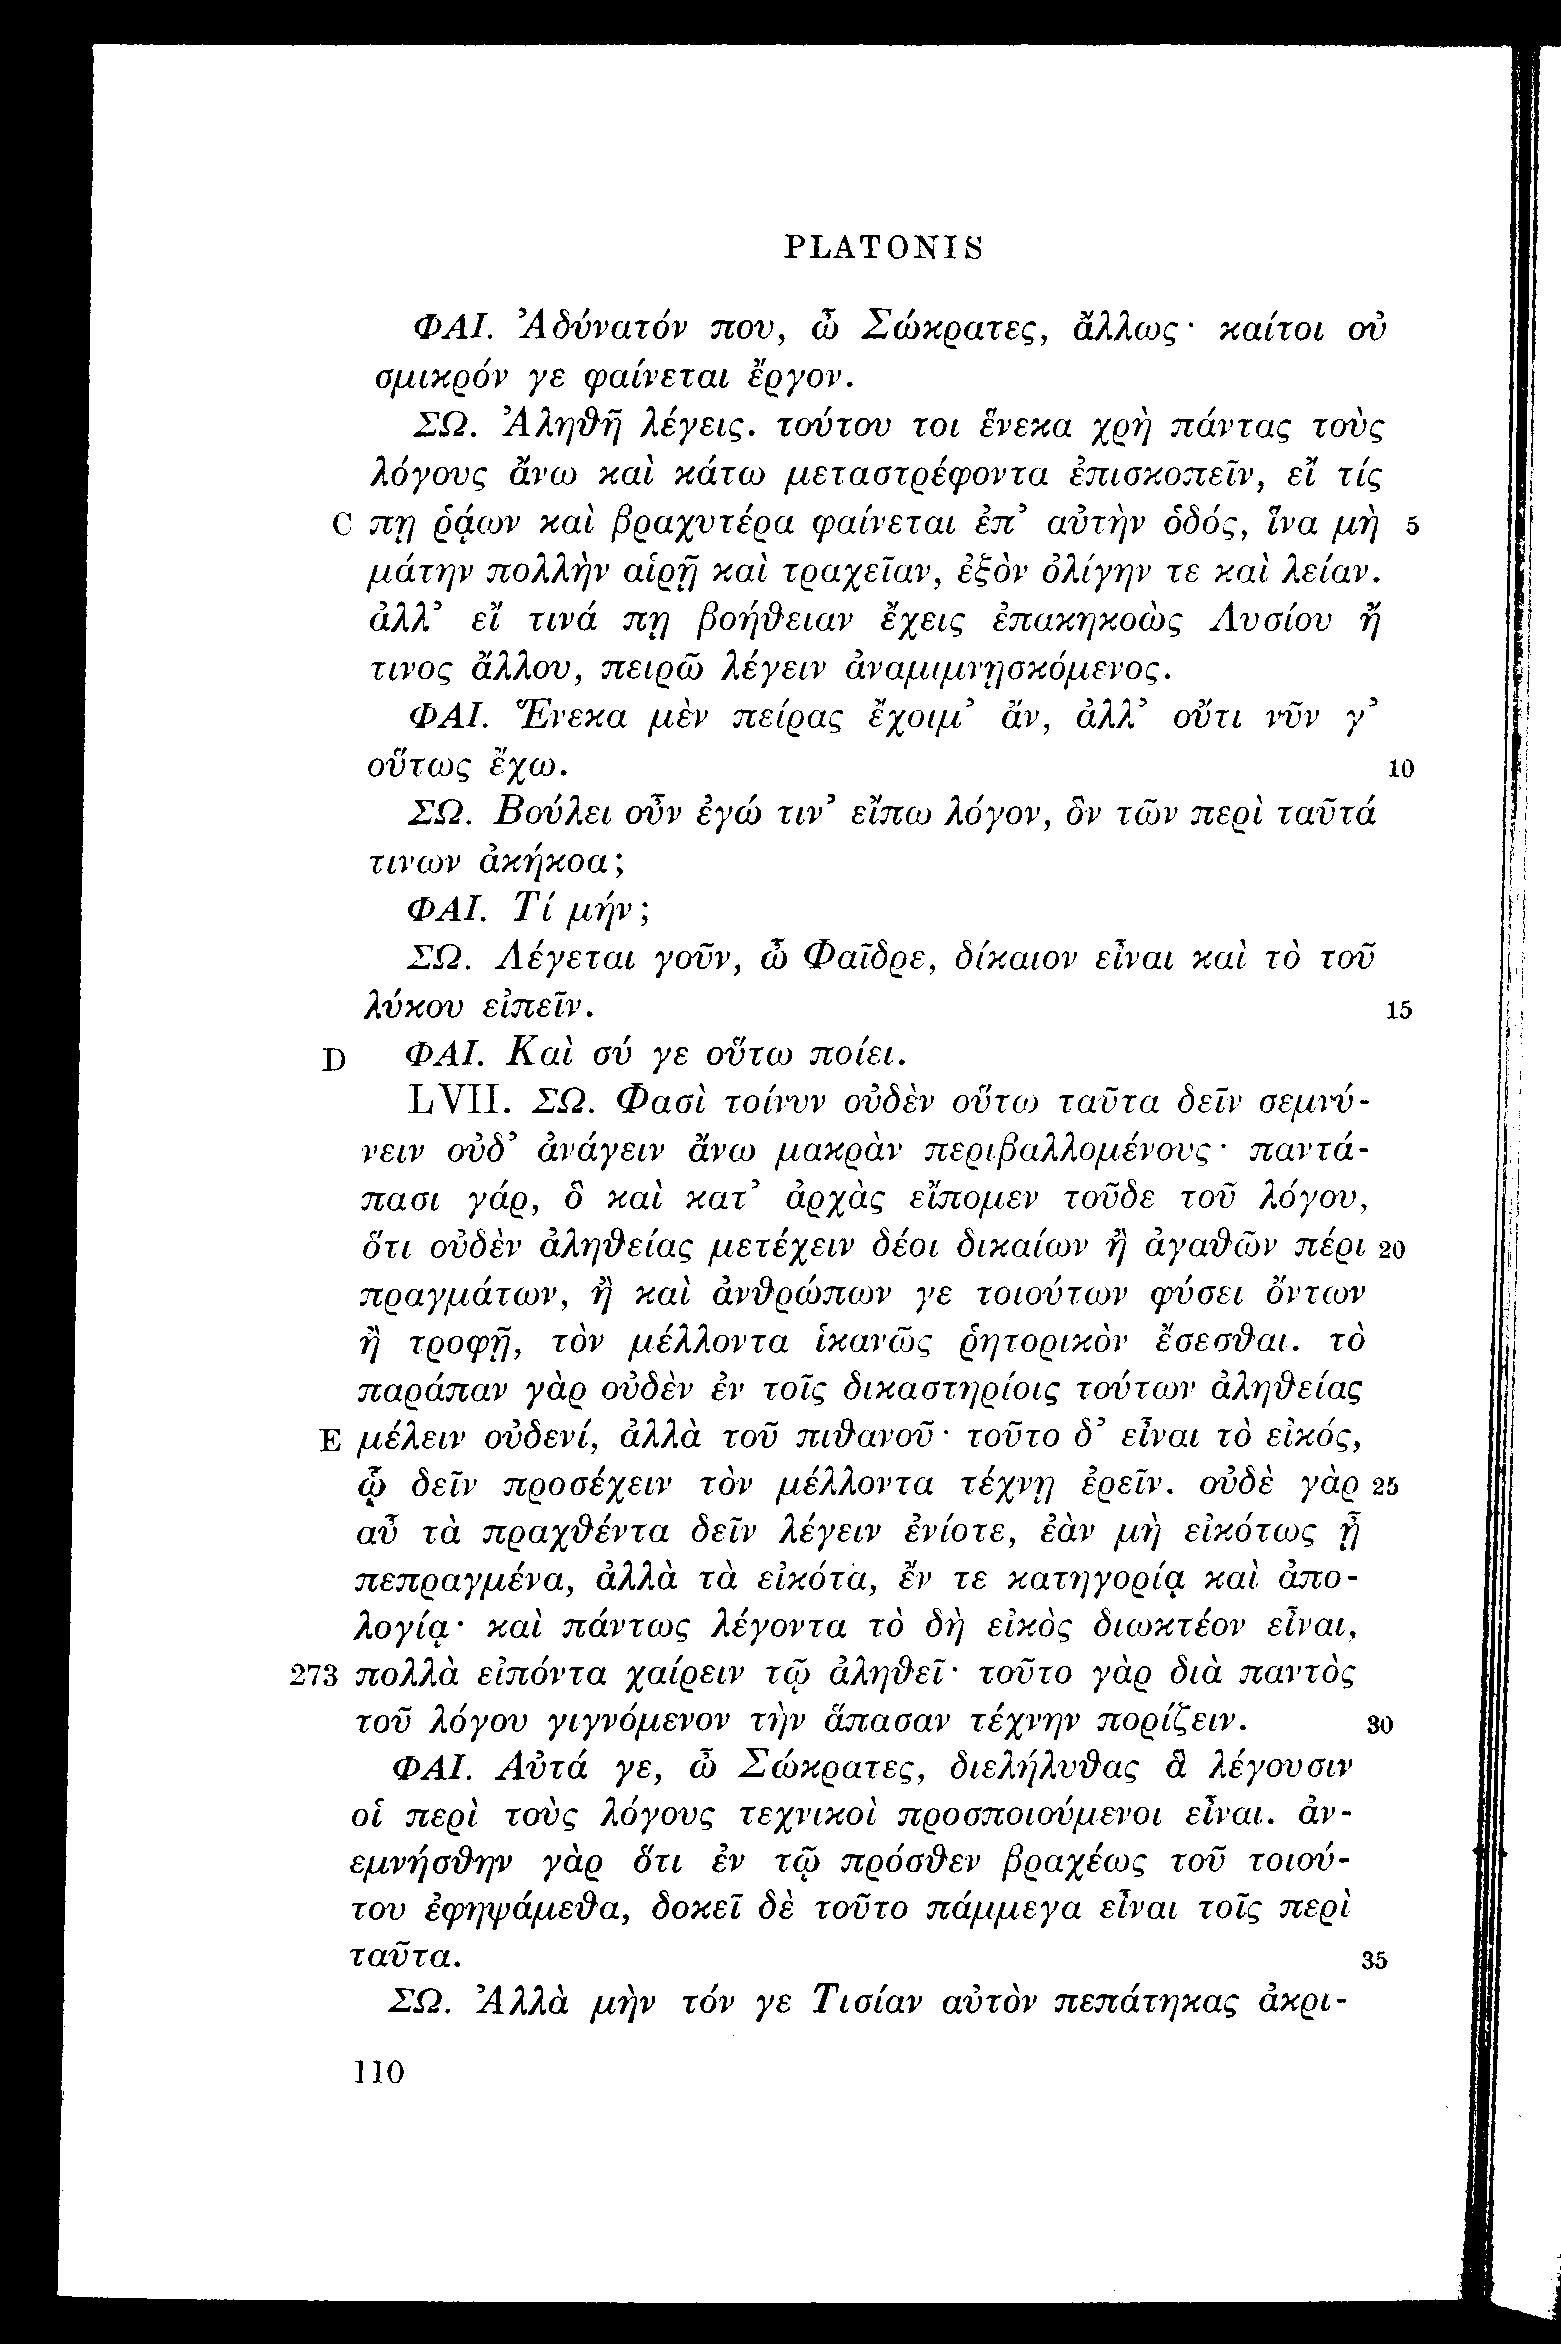 PLATONIS
ΦΑΙ. Ἀδύνατόν που, ὦ Σώκρατες, ἄλλως· καίτοι οὐ
σμικρόν γε φαίνεται ἔργον.
ΣΩ. Ἀληθῆ λέγεις. τούτου τοι ἕνεκα χρὴ πάντας τοὺς
λόγους ἄνω καὶ κάτω μεταστρέφοντα ἐπισκοπεῖν, εἴ τίς
C πῃ ῥᾴων καὶ βραχυτέρα φαίνεται ἐπ’ αὐτὴν ὁδός, ἵνα μὴ 5
μάτην πολλὴν αἱρῇ καὶ τραχεῖαν, ἐξὸν ὀλίγην τε καὶ λείαν.
ἀλλ’ εἴ τινά πῃ βοήθειαν ἔχεις ἐπακηκοὼς Λυσίου ἤ
τινος ἄλλου, πειρῶ λέγειν ἀναμιμνῃσκόμενος.
ΦΑΙ. Ἕνεκα μὲν πείρας ἔχοιμ’ ἄν, ἀλλ’ οὔτι νῦν γ’
οὕτως ἔχω. 10
ΣΩ. Βούλει οὖν ἐγώ τιν’ εἴπω λόγον, ὃν τῶν περὶ ταῦτά
τινων ἀκήκοα;
ΦΑΙ. Τί μήν;
ΣΩ. Λέγεται γοῦν, ὦ Φαῖδρε, δίκαιον εἶναι καὶ τὸ τοῦ
λύκου εἰπεῖν. 15
D ΦΑΙ. Καὶ σύ γε οὕτω ποίει.
LVII. ΣΩ. Φασὶ τοίνυν οὐδὲν οὕτω ταῦτα δεῖν σεμνύ-
νειν οὐδ’ ἀνάγειν ἄνω μακρὰν περιβαλλομένους· παντά-
πασι γάρ, ὃ καὶ κατ’ ἀρχὰς εἴπομεν τοῦδε τοῦ λόγου,
ὅτι οὐδὲν ἀληθείας μετέχειν δέοι δικαίων ἢ ἀγαθῶν πέρι 20
πραγμάτων, ἢ καὶ ἀνθρώπων γε τοιούτων φύσει ὄντων
ἢ τροφῇ, τὸν μέλλοντα ἱκανῶς ῥητορικὸν ἔσεσθαι. τὸ
παράπαν γὰρ οὐδὲν ἐν τοῖς δικαστηρίοις τούτων ἀληθείας
E μέλειν οὐδενί, ἀλλὰ τοῦ πιθανοῦ· τοῦτο δ’ εἶναι τὸ εἰκός,
ᾧ δεῖν προσέχειν τὸν μέλλοντα τέχνῃ ἐρεῖν. οὐδὲ γὰρ 25
αὖ τὰ πραχθέντα δεῖν λέγειν ἐνίοτε, ἐὰν μὴ εἰκότως ᾖ
πεπραγμένα, ἀλλὰ τὰ εἰκότα, ἔν τε κατηγορίᾳ καὶ ἀπο-
λογίᾳ· καὶ πάντως λέγοντα τὸ δὴ εἰκὸς διωκτέον εἶναι,
273 πολλὰ εἰπόντα χαίρειν τῷ ἀληθεῖ· τοῦτο γὰρ διὰ παντὸς
τοῦ λόγου γιγνόμενον τὴν ἅπασαν τέχνην πορίζειν. 30
ΦΑΙ. Αὐτά γε, ὦ Σώκρατες, διελήλυθας ἃ λέγουσιν
οἱ περὶ τοὺς λόγους τεχνικοὶ προσποιούμενοι εἶναι. ἀν-
εμνήσθην γὰρ ὅτι ἐν τῷ πρόσθεν βραχέως τοῦ τοιού-
του ἐφηψάμεθα, δοκεῖ δὲ τοῦτο πάμμεγα εἶναι τοῖς περὶ
ταῦτα. 35
ΣΩ. Ἀλλὰ μὴν τόν γε Τισίαν αὐτὸν πεπάτηκας ἀκρι-
110